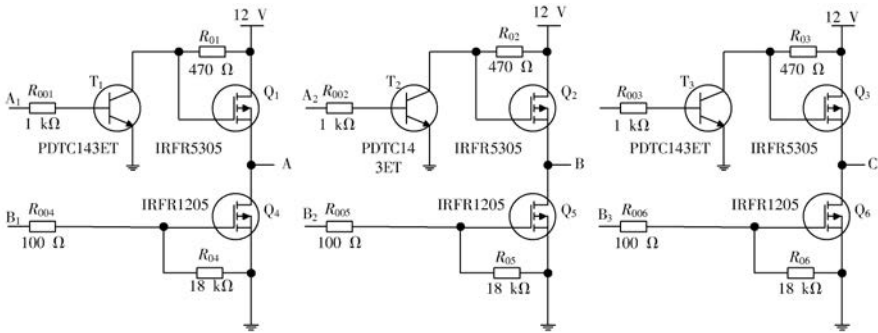 12 V
R01
470 Ω
T1
Q1
A1
R001
1 kΩ
PDTC143ET
IRFR5305
A
IRFR1205
Q4
B1
R004
100 Ω
R04
18 kΩ
12 V
R02
470 Ω
T2
Q2
A2
R002
1 kΩ
PDTC14
3ET
IRFR5305
B
IRFR1205
Q5
B2
R005
100 Ω
R05
18 kΩ
12 V
R03
470 Ω
T3
Q3
R003
1 kΩ
PDTC143ET
IRFR5305
C
IRFR1205
Q6
B3
R006
100 Ω
R06
18 kΩ